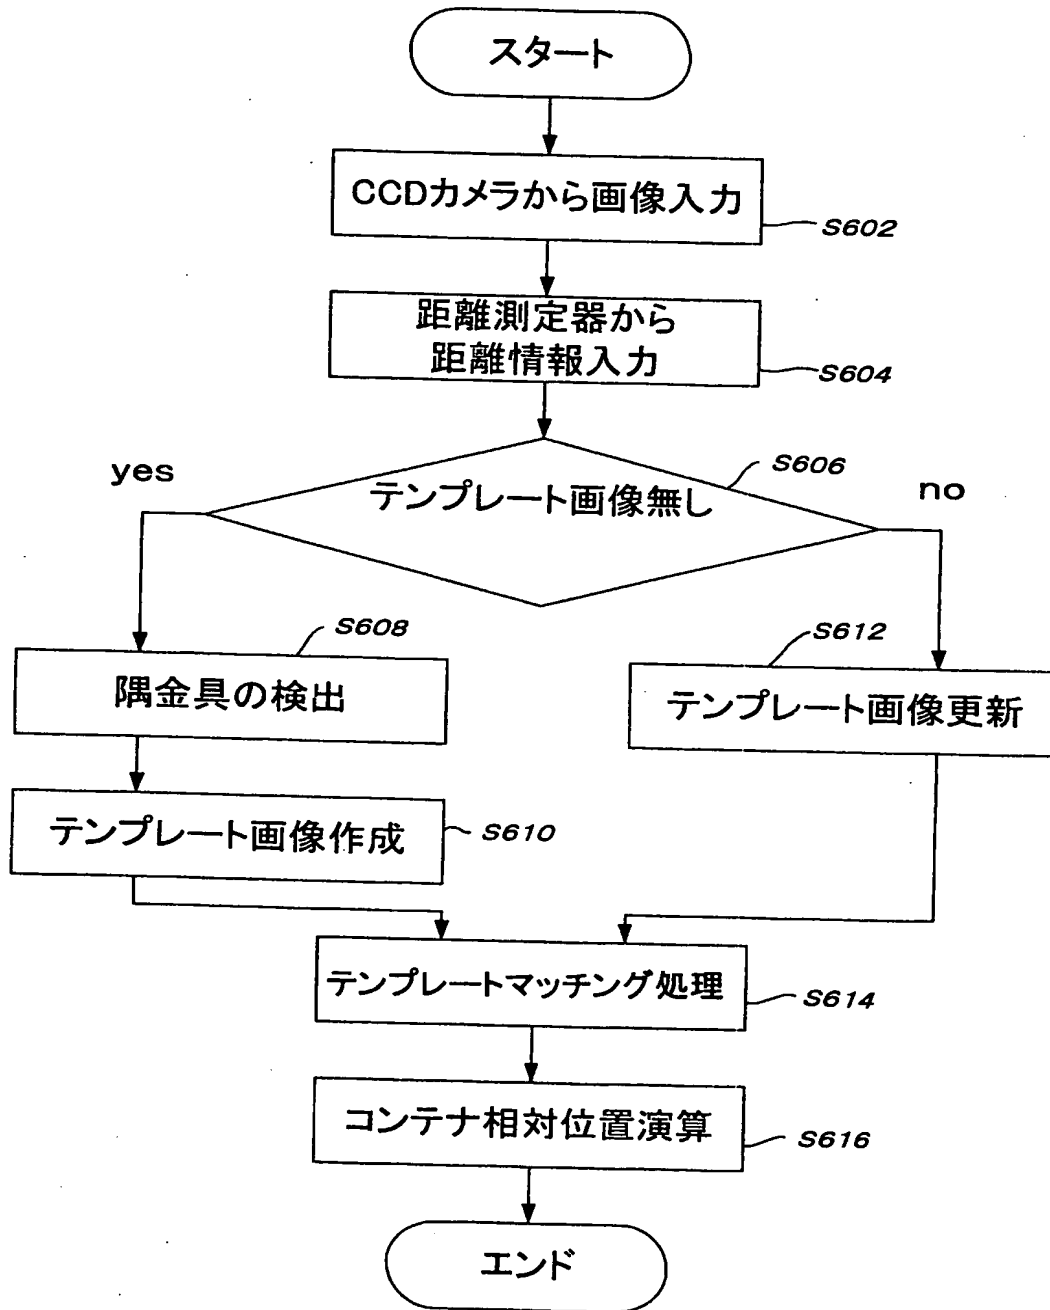 スタート
CCDカメラから画像入力
S602
距離測定器から
距離情報入力
S604
S606
yes
テンプレート画像無し
no
S608
隅金具の検出
S612
テンプレート画像更新
テンプレート画像作成
S610
テンプレートマッチング処理
S614
コンテナ相対位置演算
S616
エンド